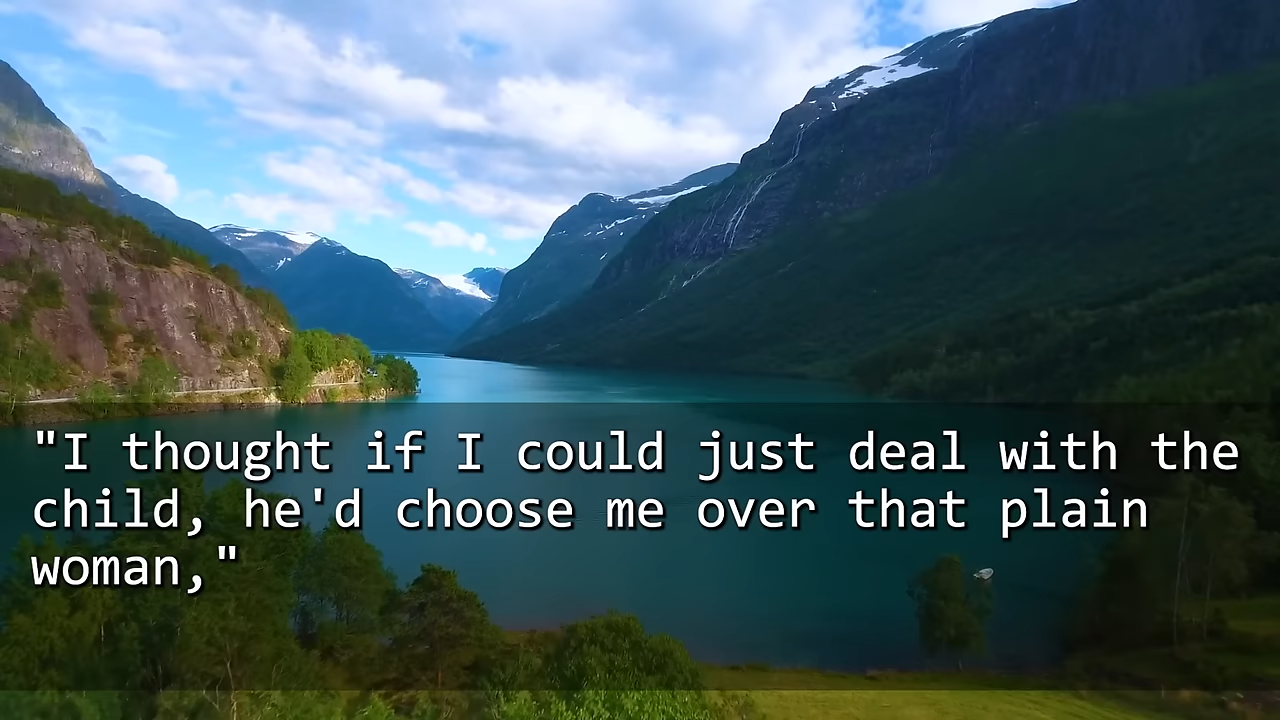 "I thought if I could just deal with the
child, he'd choose me over that plain
woman,"